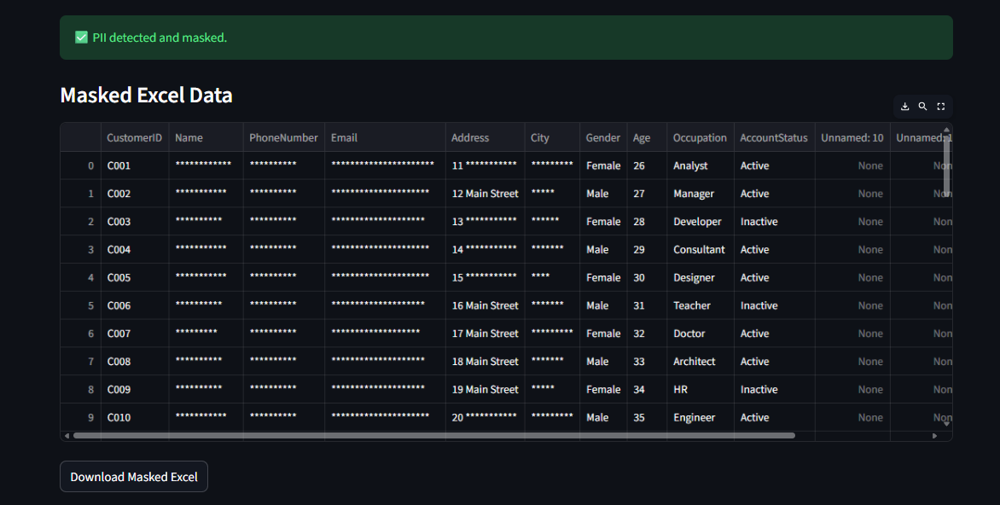 ✅ PII detected and masked.
Masked Excel Data
CustomerID Name PhoneNumber Email Address City Gender Age Occupation AccountStatus Unnamed: 10 Unnamed: 1
0 C001 ************ ********** *********************** 11 *********** ********* Female 26 Analyst Active None Non
1 C002 *********** ********** ********************** 12 Main Street ***** Male 27 Manager Active None Non
2 C003 ********** ********** ********************* 13 *********** ****** Female 28 Developer Inactive None Non
3 C004 *********** ********** ********************** 14 *********** ******* Male 29 Consultant Active None Non
4 C005 *********** ********** ********************** 15 *********** **** Female 30 Designer Active None Non
5 C006 ********** ********** ********************* 16 Main Street ******* Male 31 Teacher Inactive None Non
6 C007 ********* ********** ******************** 17 Main Street ********* Female 32 Doctor Active None Non
7 C008 ********** ********** ********************* 18 Main Street ******* Male 33 Architect Active None Non
8 C009 ********** ********** ********************* 19 Main Street ***** Female 34 HR Inactive None Non
9 C010 *********** ********** ********************** 20 *********** ********* Male 35 Engineer Active None Non
Download Masked Excel